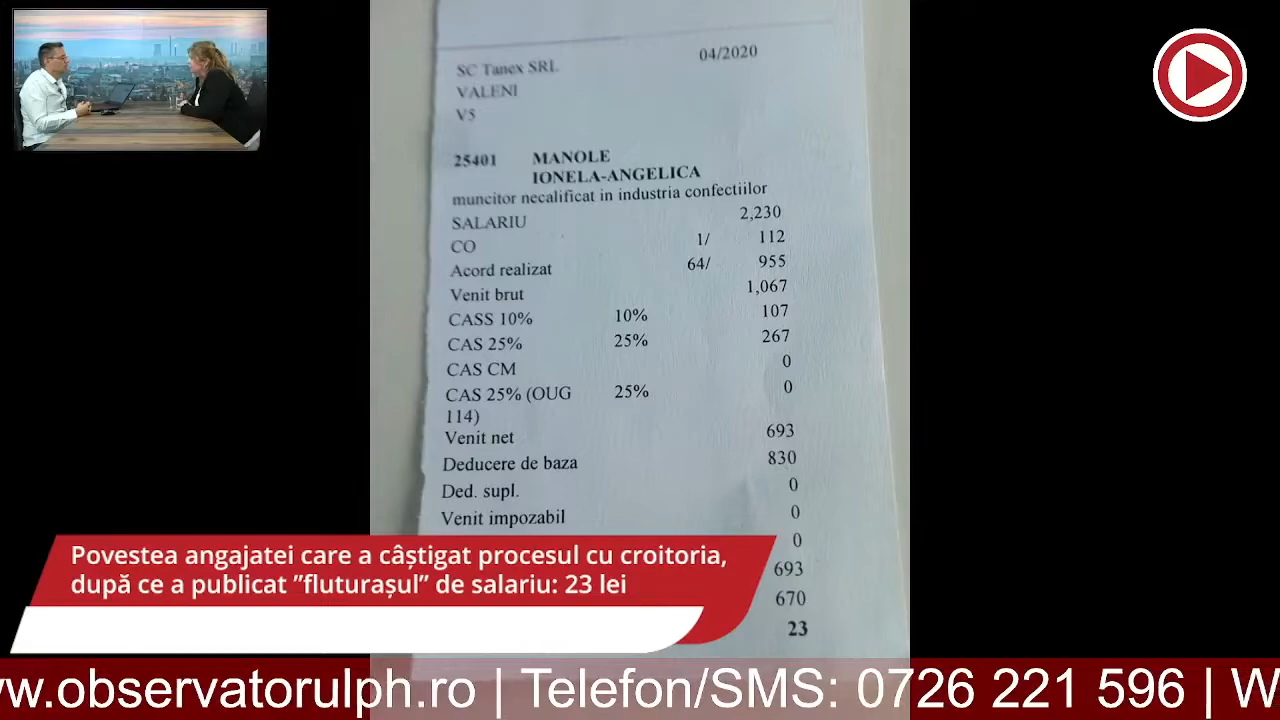 SC Tanex SRL 04/2020
VALENI
V5
25401 MANOLE
IONELA-ANGELICA
muncitor necalificat in industria confectiilor
SALARIU 2,230
CO 1/ 112
Acord realizat 64/ 955
Venit brut 1,067
CASS 10% 10% 107
CAS 25% 25% 267
CAS CM 0
CAS 25% (OUG 25% 0
114)
Venit net 693
Deducere de baza 830
Ded. supl. 0
Venit impozabil 0
0
693
670
23
Povestea angajatei care a câștigat procesul cu croitoria,
după ce a publicat ”fluturașul” de salariu: 23 lei
w.observatorulph.ro | Telefon/SMS: 0726 221 596 | W